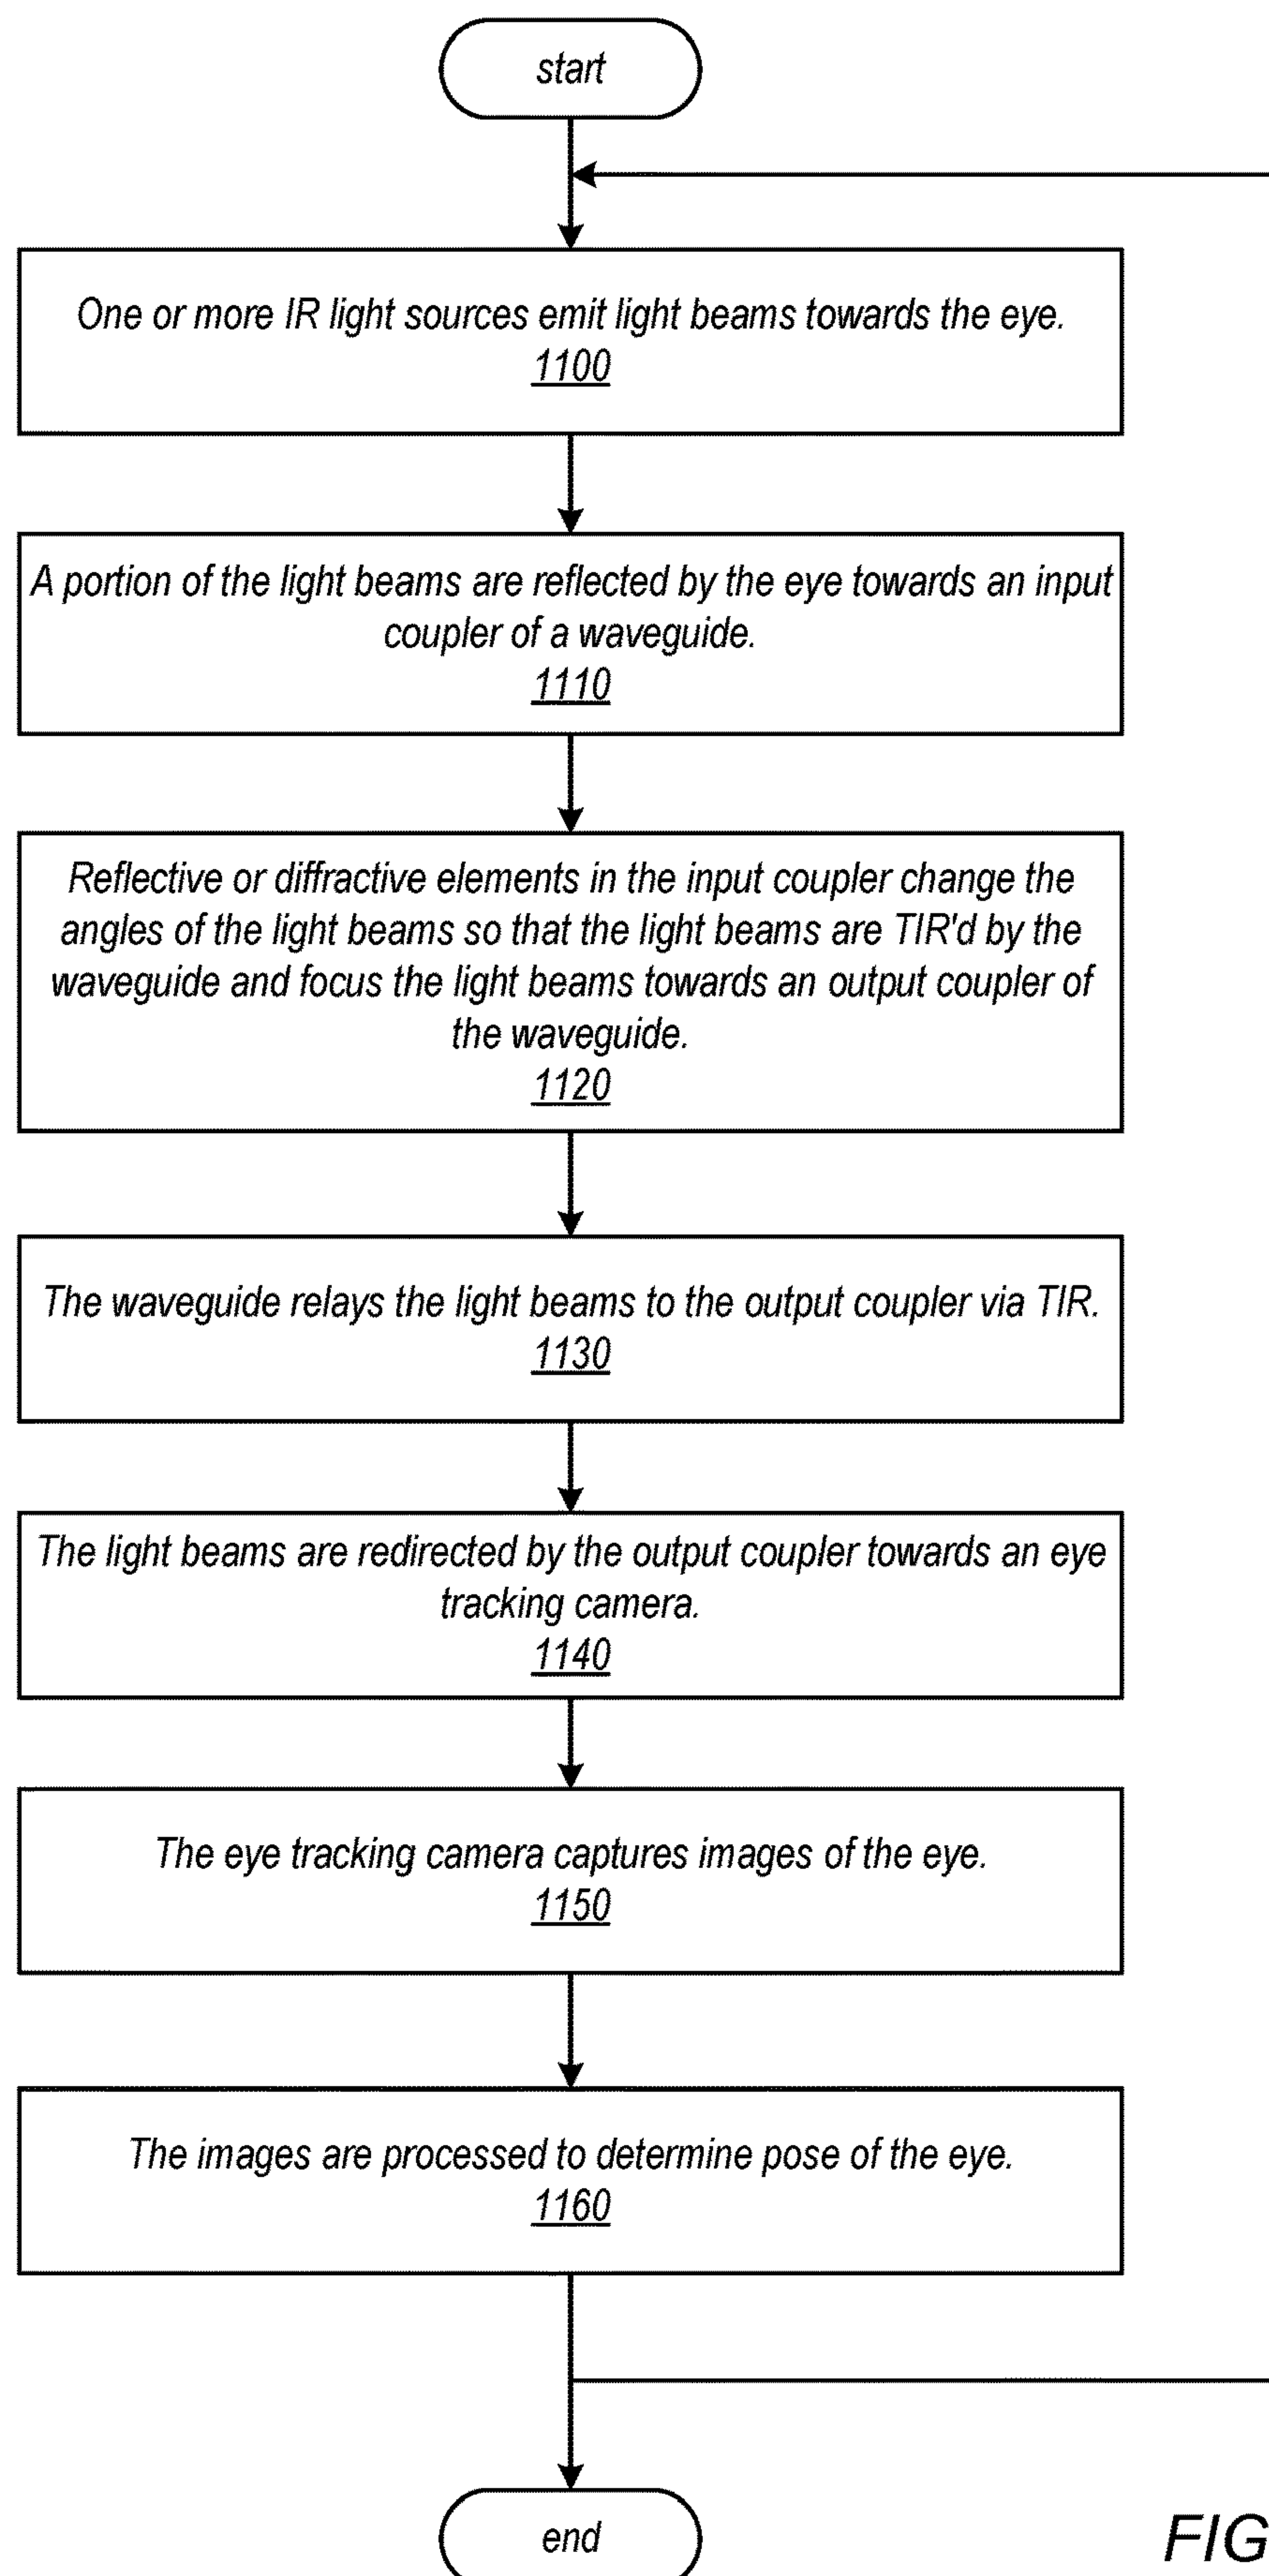 start
One or more IR light sources emit light beams towards the eye.
1100
A portion of the light beams are reflected by the eye towards an input
coupler of a waveguide.
1110
Reflective or diffractive elements in the input coupler change the
angles of the light beams so that the light beams are TIR'd by the
waveguide and focus the light beams towards an output coupler of
the waveguide.
1120
The waveguide relays the light beams to the output coupler via TIR.
1130
The light beams are redirected by the output coupler towards an eye
tracking camera.
1140
The eye tracking camera captures images of the eye.
1150
The images are processed to determine pose of the eye.
1160
end
FIG